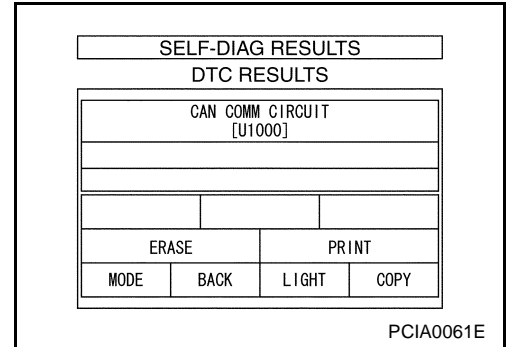 SELF-DIAG RESULTS
DTC RESULTS
CAN COMM CIRCUIT
[U1000]
ERASE PRINT
MODE BACK LIGHT COPY
PCIA0061E